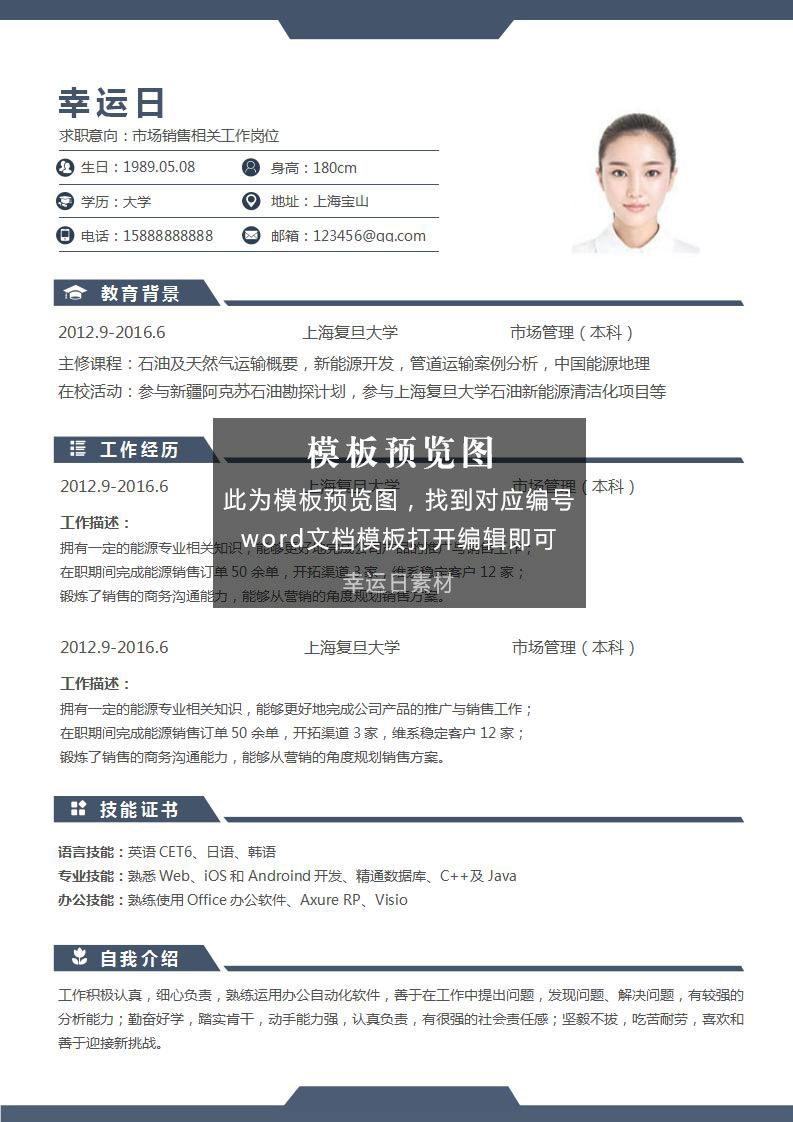 幸运日
求职意向：市场销售相关工作岗位
生日：1989.05.08 身高：180cm
学历：大学 地址：上海宝山
电话：15888888888 邮箱：123456@qq.com
教育背景
2012.9-2016.6 上海复旦大学 市场管理（本科）
主修课程：石油及天然气运输概要，新能源开发，管道运输案例分析，中国能源地理
在校活动：参与新疆阿克苏石油勘探计划，参与上海复旦大学石油新能源清洁化项目等
工作经历
2012.9-2016.6 上海复旦大学 市场管理（本科）
工作描述：
拥有一定的能源专业相关知识，能够更好地完成公司产品的推广与销售工作；
在职期间完成能源销售订单 50 余单，开拓渠道 3 家，维系稳定客户 12 家；
锻炼了销售的商务沟通能力，能够从营销的角度规划销售方案。
模板预览图
此为模板预览图，找到对应编号
word文档模板打开编辑即可
幸运日素材
2012.9-2016.6 上海复旦大学 市场管理（本科）
工作描述：
拥有一定的能源专业相关知识，能够更好地完成公司产品的推广与销售工作；
在职期间完成能源销售订单 50 余单，开拓渠道 3 家，维系稳定客户 12 家；
锻炼了销售的商务沟通能力，能够从营销的角度规划销售方案。
技能证书
语言技能：英语 CET6、日语、韩语
专业技能：熟悉 Web、iOS 和 Androind 开发、精通数据库、C++及 Java
办公技能：熟练使用 Office 办公软件、Axure RP、Visio
自我介绍
工作积极认真，细心负责，熟练运用办公自动化软件，善于在工作中提出问题，发现问题、解决问题，有较强的
分析能力；勤奋好学，踏实肯干，动手能力强，认真负责，有很强的社会责任感；坚毅不拔，吃苦耐劳，喜欢和
善于迎接新挑战。